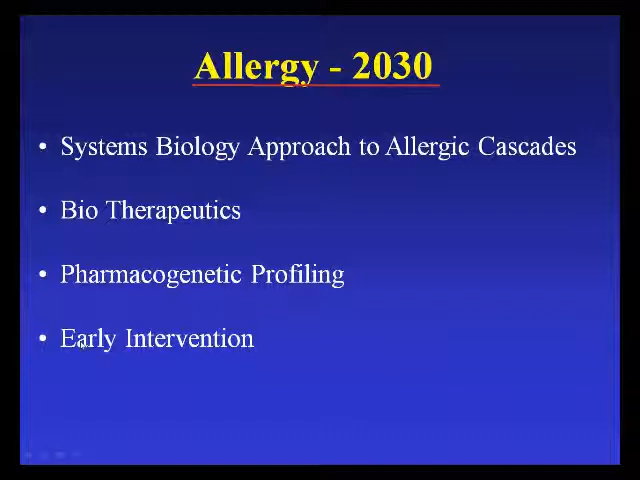 Allergy - 2030
• Systems Biology Approach to Allergic Cascades
• Bio Therapeutics
• Pharmacogenetic Profiling
• Early Intervention